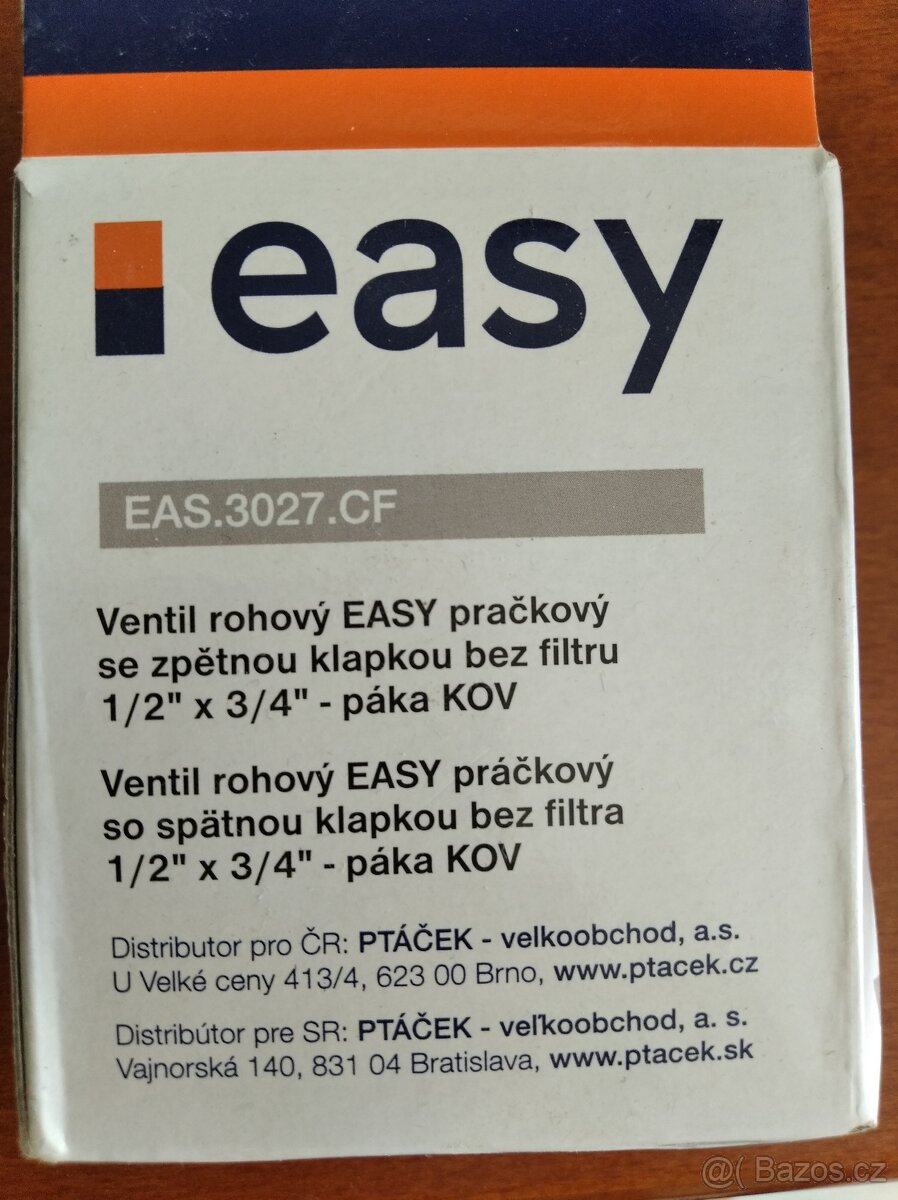 easy
EAS.3027.CF
Ventil rohový EASY pračkový
se zpětnou klapkou bez filtru
1/2" x 3/4" - páka KOV
Ventil rohový EASY práčkový
so spätnou klapkou bez filtra
1/2" x 3/4" - páka KOV
Distributor pro ČR: PTÁČEK - velkoobchod, a.s.
U Velké ceny 413/4, 623 00 Brno, www.ptacek.cz
Distribútor pre SR: PTÁČEK - veľkoobchod, a. s.
Vajnorská 140, 831 04 Bratislava, www.ptacek.sk
@( Bazos.cz